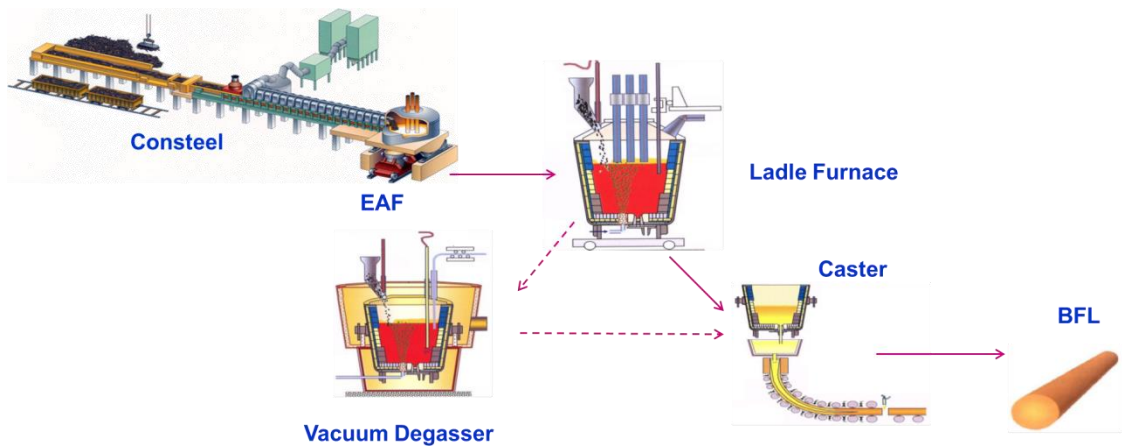 Consteel
EAF
Ladle Furnace
Caster
BFL
Vacuum Degasser